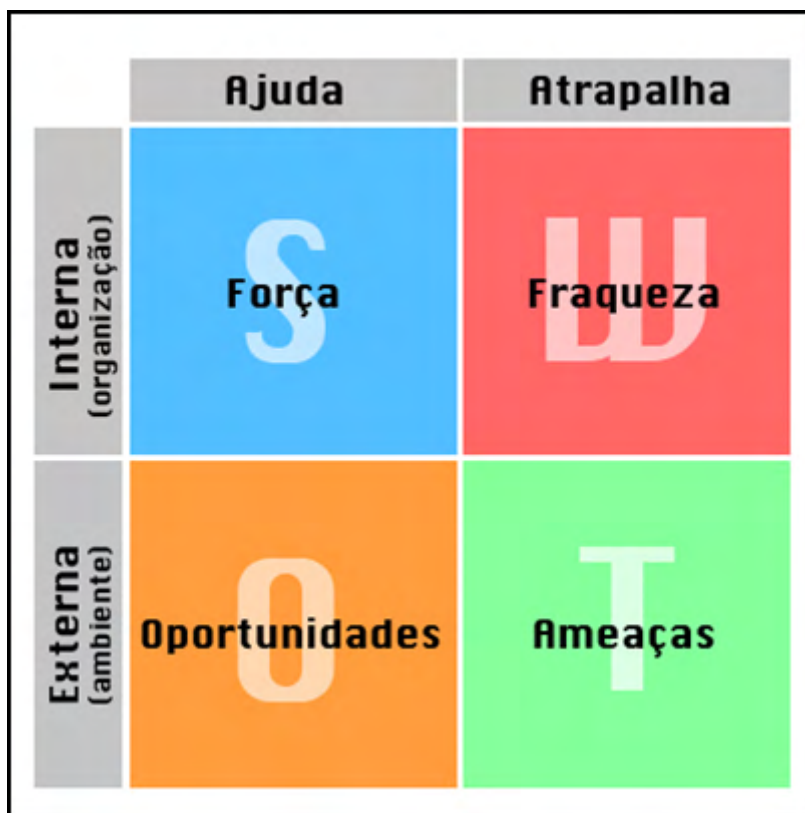 Ajuda
Atrapalha
Interna
(organização)
S
Força
W
Fraqueza
Externa
(ambiente)
O
Oportunidades
T
Ameaças